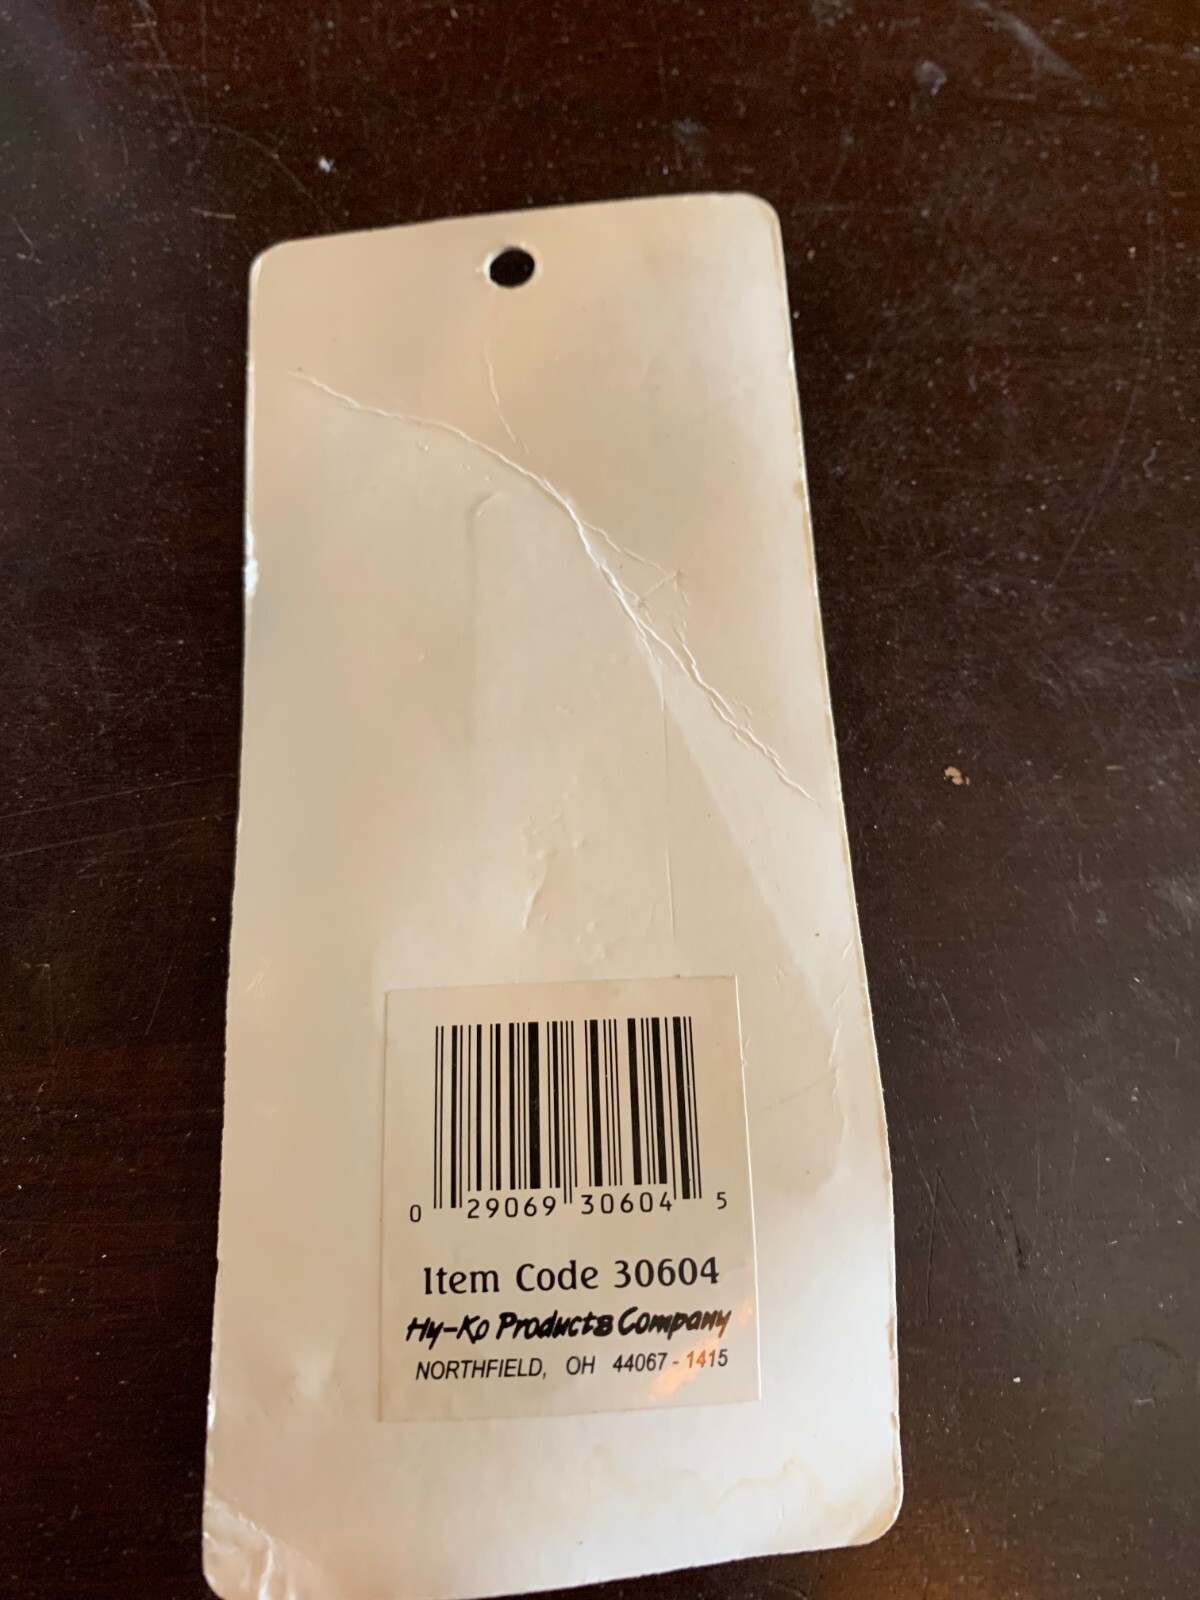 0 29069 30604 5
Item Code 30604
Hy-Ko Products Company
NORTHFIELD, OH 44067-1415